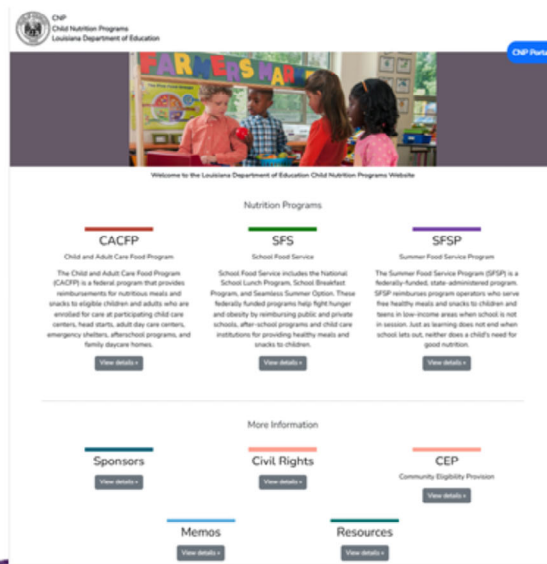 CNP
Child Nutrition Programs
Louisiana Department of Education
CNP Porta
FARMERS MAR
Welcome to the Louisiana Department of Education Child Nutrition Programs Website
Nutrition Programs
CACFP
Child and Adult Care Food Program
The Child and Adult Care Food Program
(CACFP) is a federal program that provides
reimbursements for nutritious meals and
snacks to eligible children and adults who are
enrolled for care at participating child care
centers, head starts, adult day care centers,
emergency shelters, afterschool programs, and
family daycare homes.
View details »
SFS
School Food Service
School Food Service includes the National
School Lunch Program, School Breakfast
Program, and Seamless Summer Option. These
federally funded programs help fight hunger
and obesity by reimbursing public and private
schools, after-school programs and child care
institutions for providing healthy meals and
snacks to children.
View details »
SFSP
Summer Food Service Program
The Summer Food Service Program (SFSP) is a
federally-funded, state-administered program.
SFSP reimburses program operators who serve
free healthy meals and snacks to children and
teens in low-income areas when school is not
in session. Just as learning does not end when
school lets out, neither does a child's need for
good nutrition.
View details »
More Information
Sponsors
View details »
Civil Rights
View details »
CEP
Community Eligibility Provision
View details »
Memos
View details »
Resources
View details »